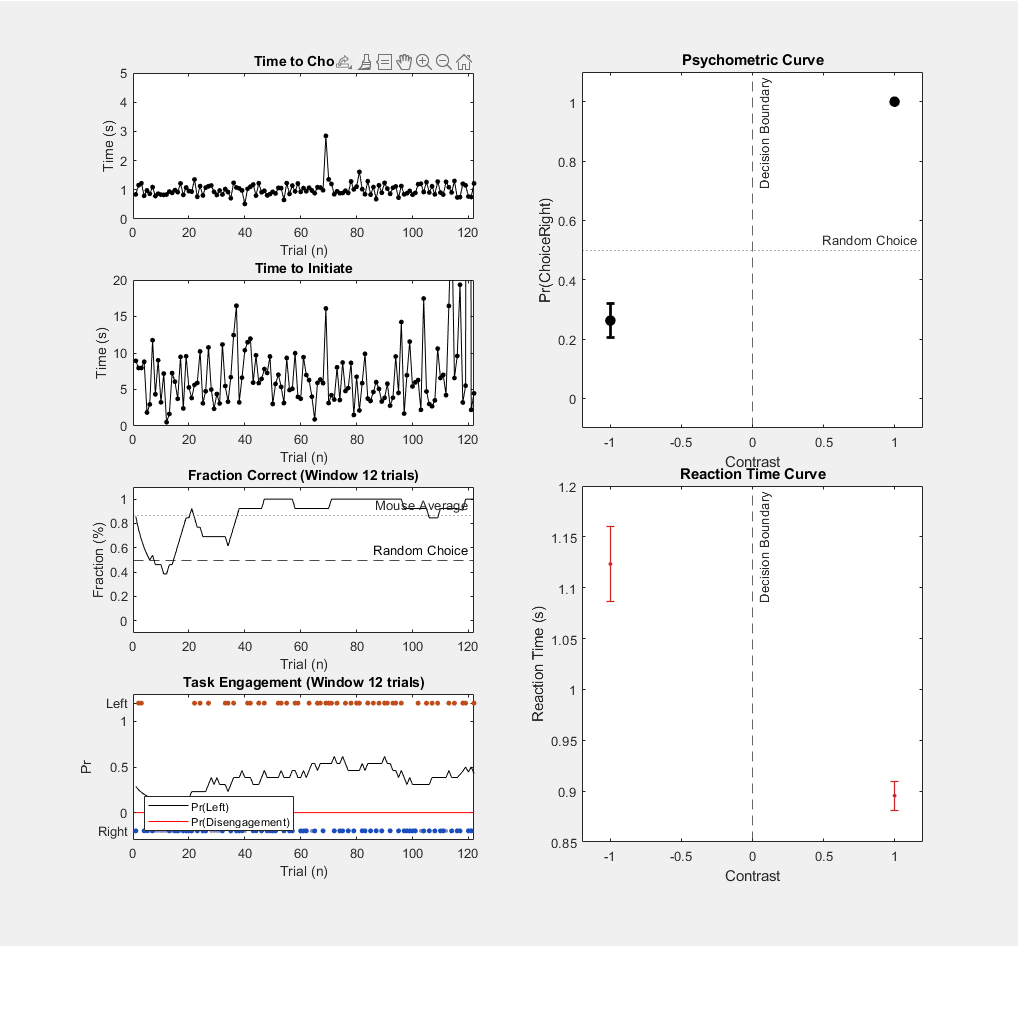 Time to Cho
5
4
3
2
1
0
Time (s)
0 20 40 60 80 100 120
Trial (n)
Time to Initiate
20
15
10
5
0
Time (s)
0 20 40 60 80 100 120
Trial (n)
Fraction Correct (Window 12 trials)
1
0.8
0.6
0.4
0.2
0
Fraction (%)
Mouse Average
Random Choice
0 20 40 60 80 100 120
Trial (n)
Task Engagement (Window 12 trials)
Left
1
0.5
0
Right
Pr
Pr(Left)
Pr(Disengagement)
0 20 40 60 80 100 120
Trial (n)
Psychometric Curve
1
0.8
0.6
0.4
0.2
0
Pr(ChoiceRight)
Decision Boundary
Random Choice
-1 -0.5 0 0.5 1
Contrast
Reaction Time Curve
1.2
1.15
1.1
1.05
1
0.95
0.9
0.85
Reaction Time (s)
Decision Boundary
-1 -0.5 0 0.5 1
Contrast